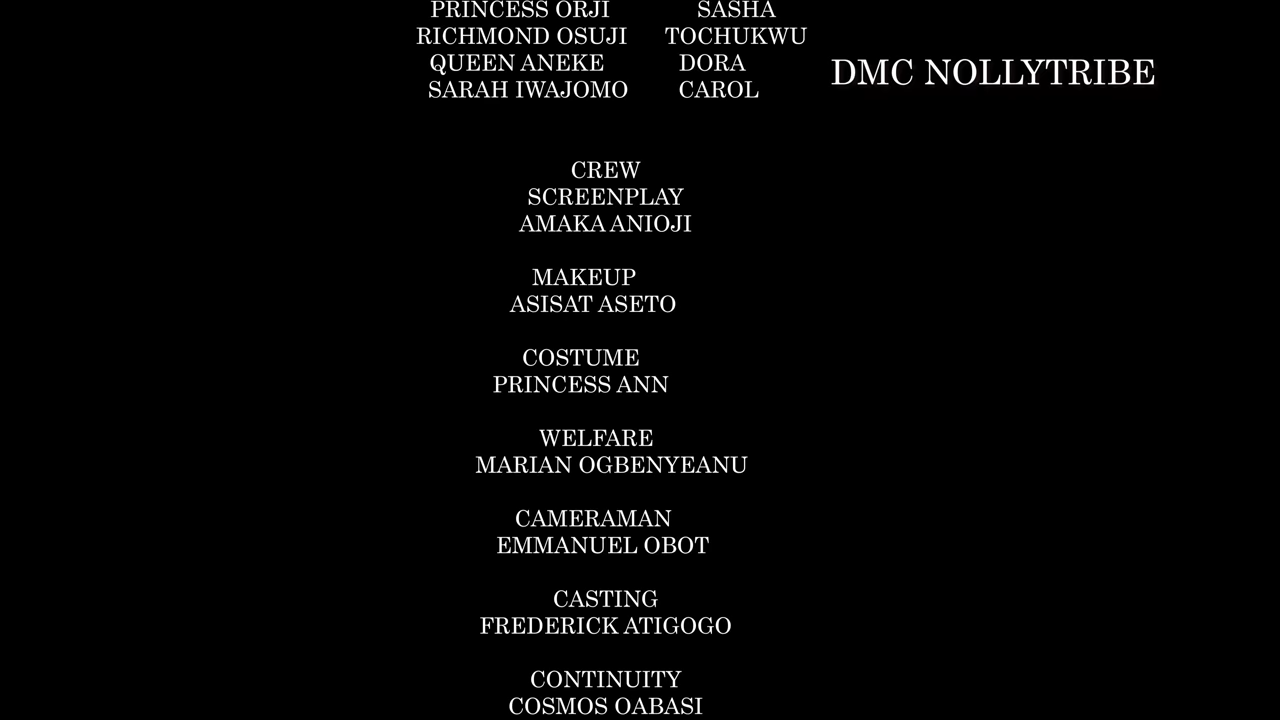 PRINCESS ORJI SASHA
RICHMOND OSUJI TOCHUKWU
QUEEN ANEKE DORA
SARAH IWAJOMO CAROL
DMC NOLLYTRIBE
CREW
SCREENPLAY
AMAKA ANIOJI
MAKEUP
ASISAT ASETO
COSTUME
PRINCESS ANN
WELFARE
MARIAN OGBENYEANU
CAMERAMAN
EMMANUEL OBOT
CASTING
FREDERICK ATIGOGO
CONTINUITY
COSMOS OABASI